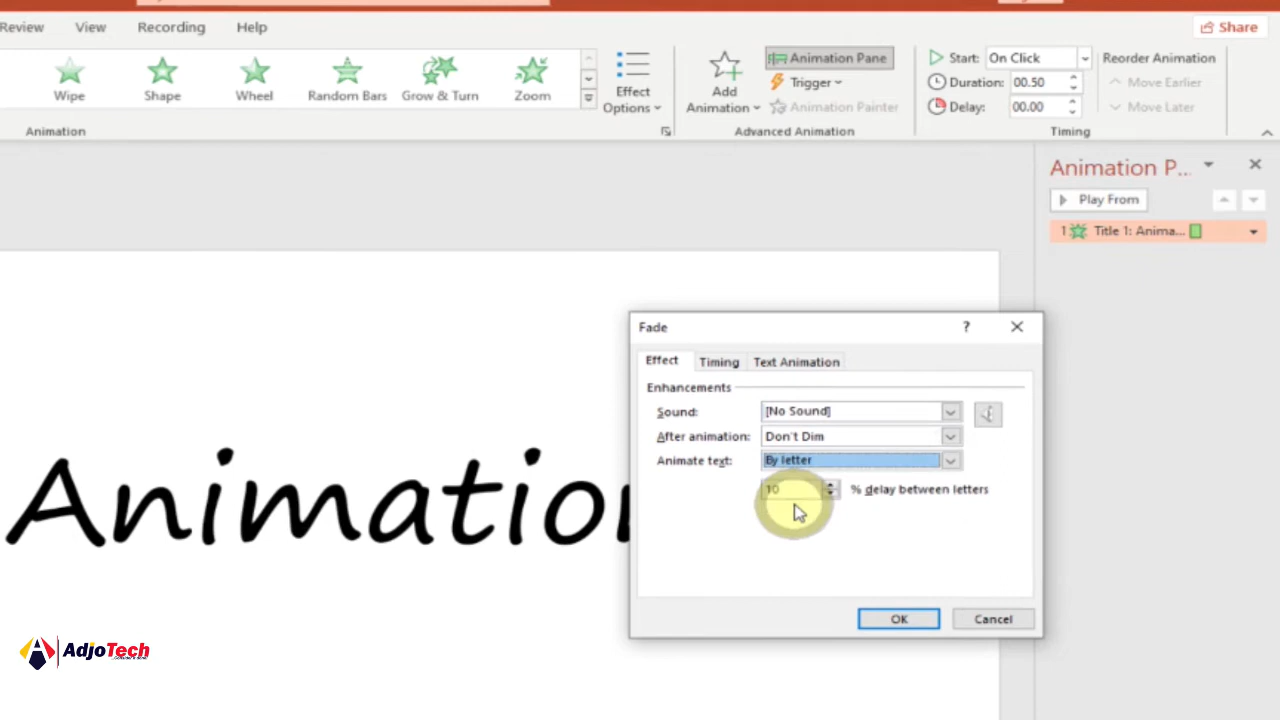 Review View Recording Help Share
Wipe Shape Wheel Random Bars Grow & Turn Zoom
Effect Options
Add Animation
Animation Pane
Trigger
Animation Painter
Start: On Click
Duration: 00.50
Delay: 00.00
Reorder Animation
Move Earlier
Move Later
Animation Advanced Animation Timing
Animation P...
Play From
1 Title 1: Anima...
Fade ?
Effect Timing Text Animation
Enhancements
Sound: [No Sound]
After animation: Don't Dim
Animate text: By letter
10 % delay between letters
OK Cancel
Animation
AdjoTech